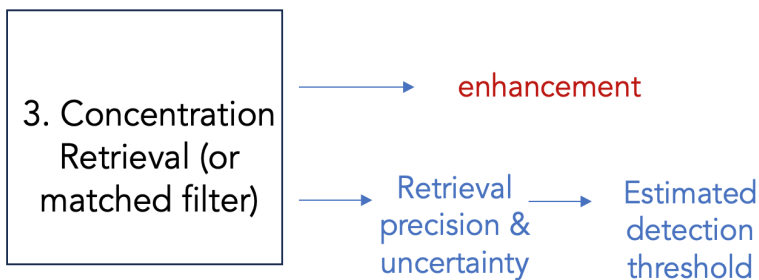 3. Concentration
Retrieval (or
matched filter)
enhancement
Retrieval
precision &
uncertainty
Estimated
detection
threshold